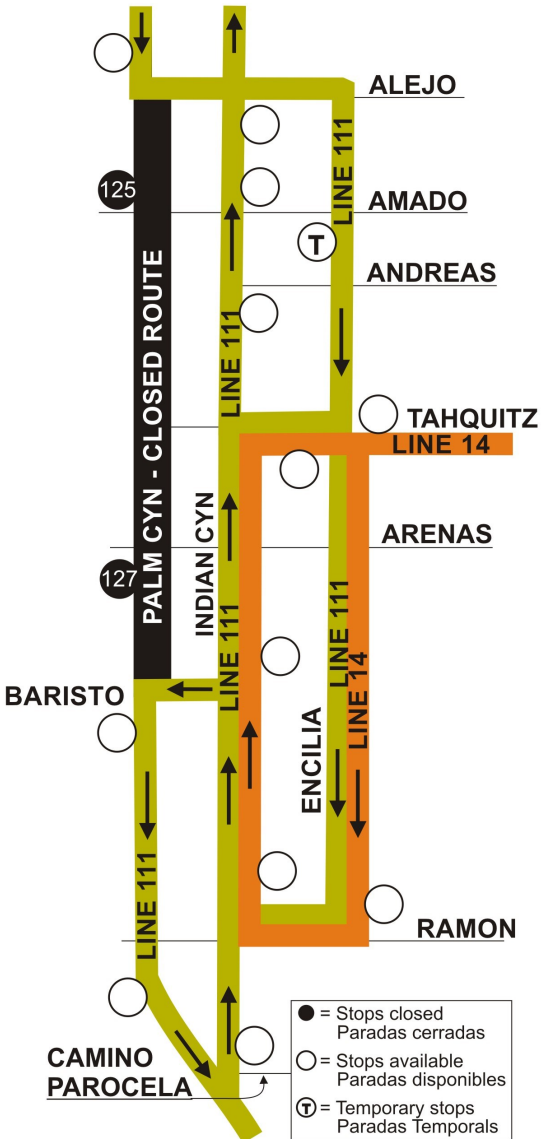 ALEJO
LINE 111
125
AMADO
T
ANDREAS
PALM CYN - CLOSED ROUTE
LINE 111
TAHQUITZ
LINE 14
INDIAN CYN
ARENAS
127
LINE 111
LINE 111
LINE 14
BARISTO
ENCILIA
LINE 111
RAMON
CAMINO
PAROCELA
= Stops closed
Paradas cerradas
= Stops available
Paradas disponibles
T = Temporary stops
Paradas Temporals